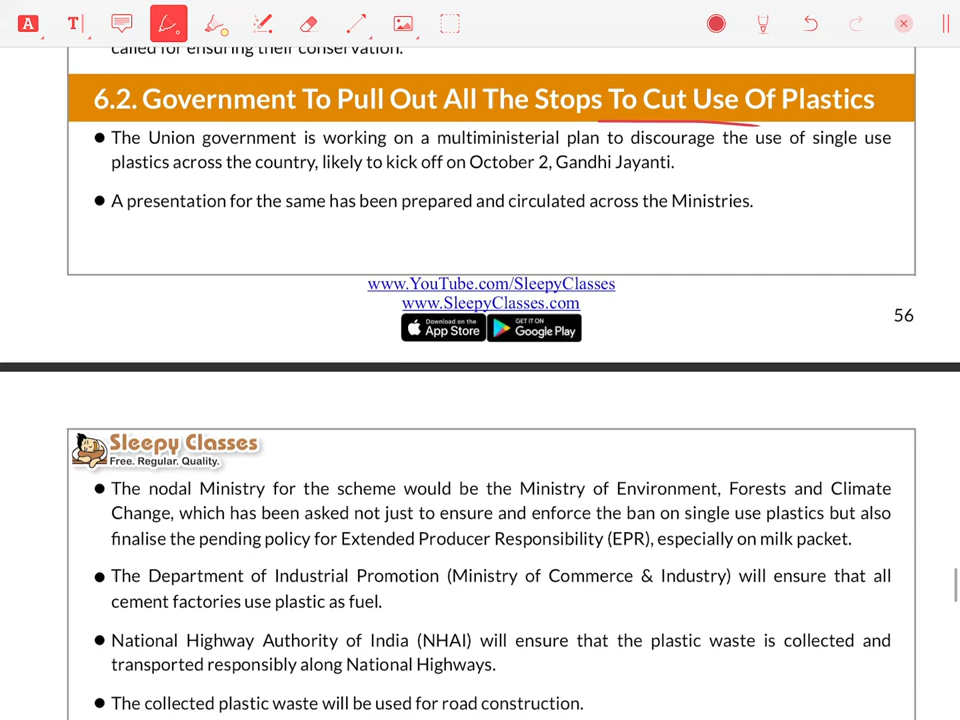 A
T
called for ensuring their conservation.
6.2. Government To Pull Out All The Stops To Cut Use Of Plastics
● The Union government is working on a multiministerial plan to discourage the use of single use
plastics across the country, likely to kick off on October 2, Gandhi Jayanti.
● A presentation for the same has been prepared and circulated across the Ministries.
www.YouTube.com/SleepyClasses
www.SleepyClasses.com
Download on the App Store GET IT ON Google Play
56
Sleepy Classes
Free. Regular. Quality.
● The nodal Ministry for the scheme would be the Ministry of Environment, Forests and Climate
Change, which has been asked not just to ensure and enforce the ban on single use plastics but also
finalise the pending policy for Extended Producer Responsibility (EPR), especially on milk packet.
● The Department of Industrial Promotion (Ministry of Commerce & Industry) will ensure that all
cement factories use plastic as fuel.
● National Highway Authority of India (NHAI) will ensure that the plastic waste is collected and
transported responsibly along National Highways.
● The collected plastic waste will be used for road construction.